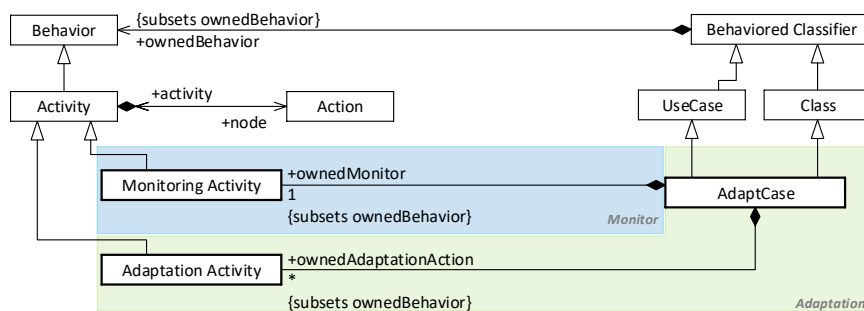 {subsets ownedBehavior}
Behavior
Behaviored Classifier
+ownedBehavior
+activity
Activity
Action
UseCase
Class
+node
+ownedMonitor
Monitoring Activity
AdaptCase
1
{subsets ownedBehavior}
Monitor
+ownedAdaptationAction
Adaptation Activity
*
{subsets ownedBehavior}
Adaptation